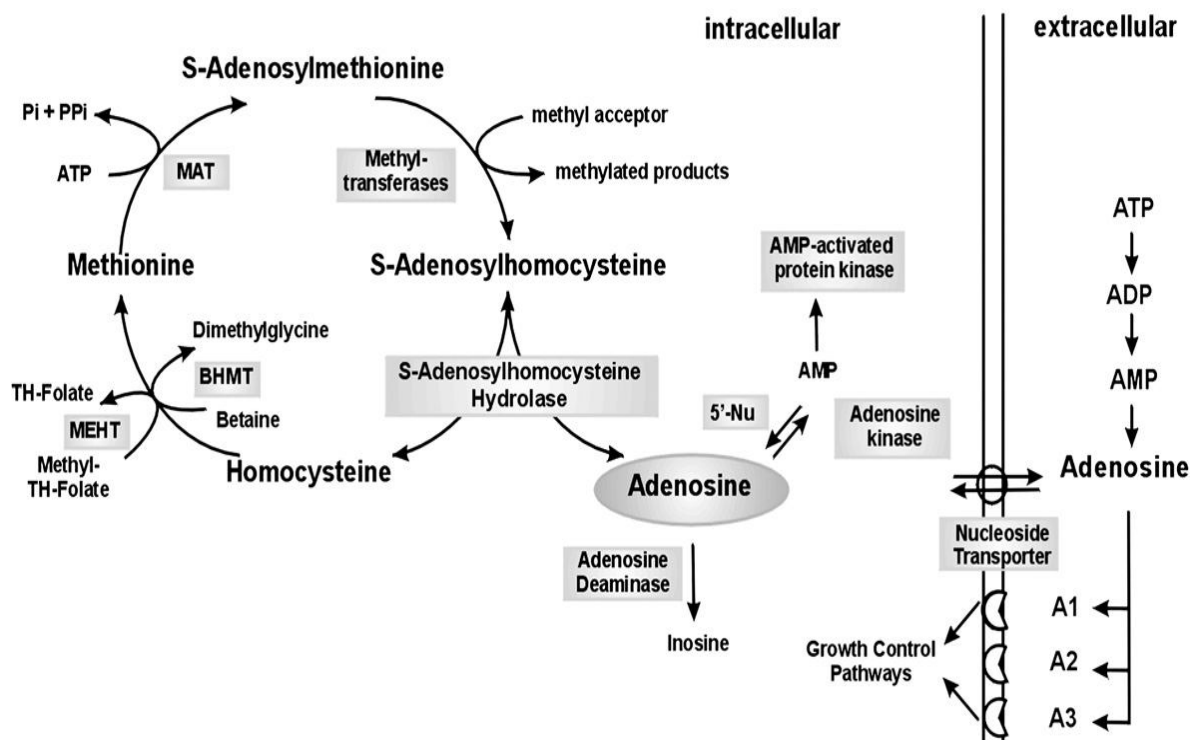 intracellular
extracellular
S-Adenosylmethionine
Pi + PPi
methyl acceptor
ATP
MAT
Methyl-
transferases
methylated products
ATP
Methionine
S-Adenosylhomocysteine
AMP-activated
protein kinase
ADP
Dimethylglycine
BHMT
TH-Folate
Betaine
MEHT
Methyl-
TH-Folate
S-Adenosylhomocysteine
Hydrolase
AMP
AMP
5'-Nu
Adenosine
kinase
Homocysteine
Adenosine
Adenosine
Nucleoside
Transporter
Adenosine
Deaminase
Inosine
A1
Growth Control
Pathways
A2
A3